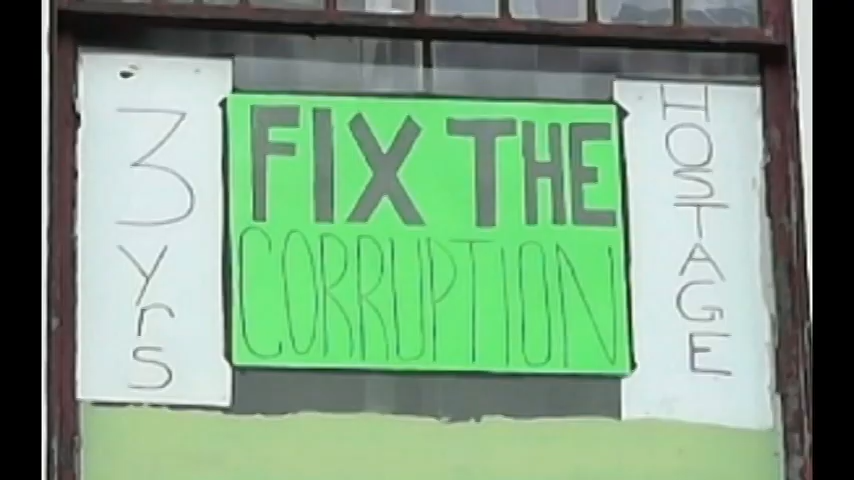 3
yrs
FIX THE
CORRUPTION
HOSTAGE